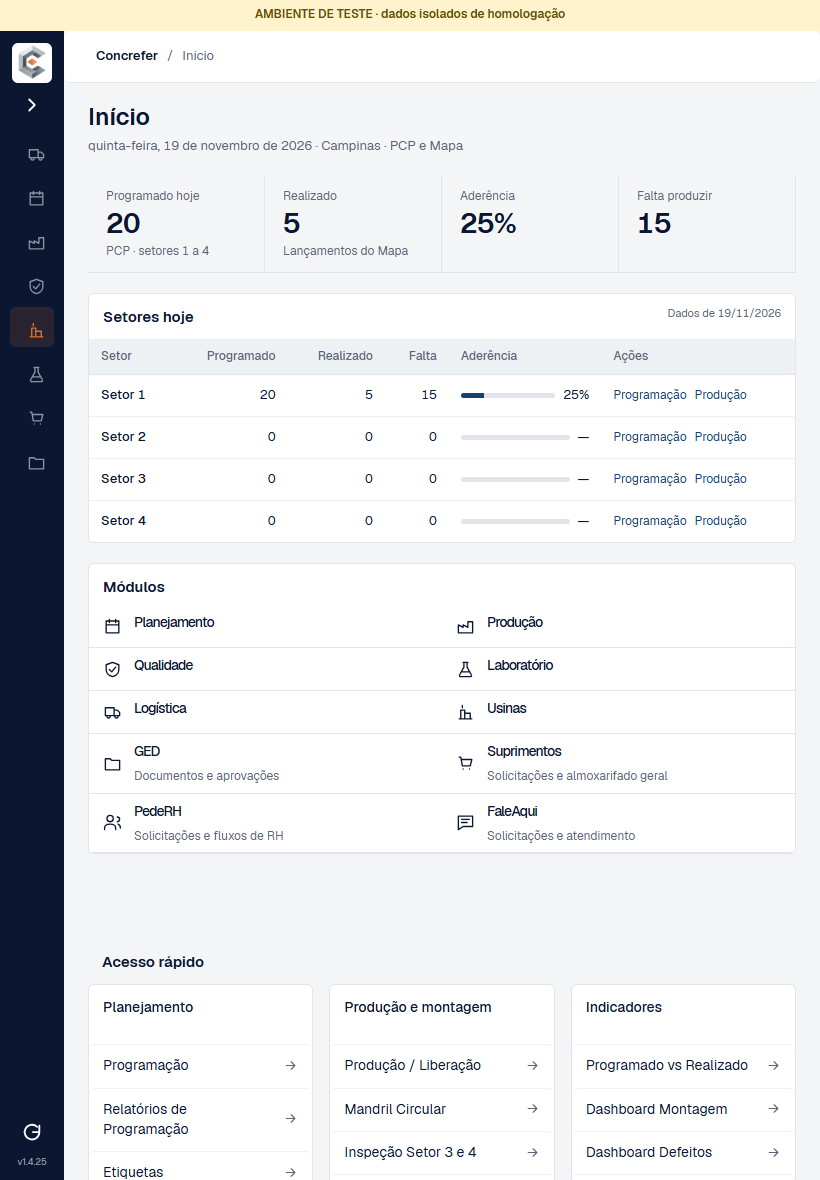 AMBIENTE DE TESTE · dados isolados de homologação
Concrefer / Início
Início
quinta-feira, 19 de novembro de 2026 · Campinas · PCP e Mapa
Programado hoje
20
PCP · setores 1 a 4
Realizado
5
Lançamentos do Mapa
Aderência
25%
Falta produzir
15
Setores hoje
Dados de 19/11/2026
Setor Programado Realizado Falta Aderência Ações
Setor 1 20 5 15 25% Programação Produção
Setor 2 0 0 0 — Programação Produção
Setor 3 0 0 0 — Programação Produção
Setor 4 0 0 0 — Programação Produção
Módulos
Planejamento
Produção
Qualidade
Laboratório
Logística
Usinas
GED
Documentos e aprovações
Suprimentos
Solicitações e almoxarifado geral
PedeRH
Solicitações e fluxos de RH
FaleAqui
Solicitações e atendimento
Acesso rápido
Planejamento
Programação →
Relatórios de
Programação →
Etiquetas →
Produção e montagem
Produção / Liberação →
Mandril Circular →
Inspeção Setor 3 e 4 →
Indicadores
Programado vs Realizado →
Dashboard Montagem →
Dashboard Defeitos →
v1.4.25